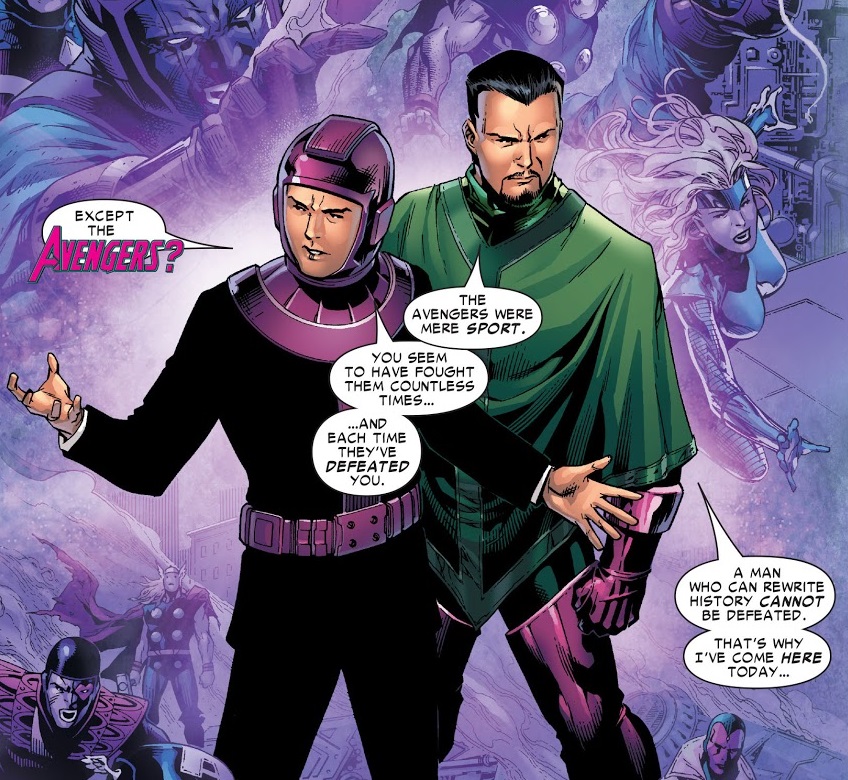 EXCEPT
THE
AVENGERS?
THE
AVENGERS WERE
MERE SPORT.
YOU SEEM
TO HAVE FOUGHT
THEM COUNTLESS
TIMES...
...AND
EACH TIME
THEY'VE
DEFEATED
YOU.
A MAN
WHO CAN REWRITE
HISTORY CANNOT
BE DEFEATED.
THAT'S WHY
I'VE COME HERE
TODAY...